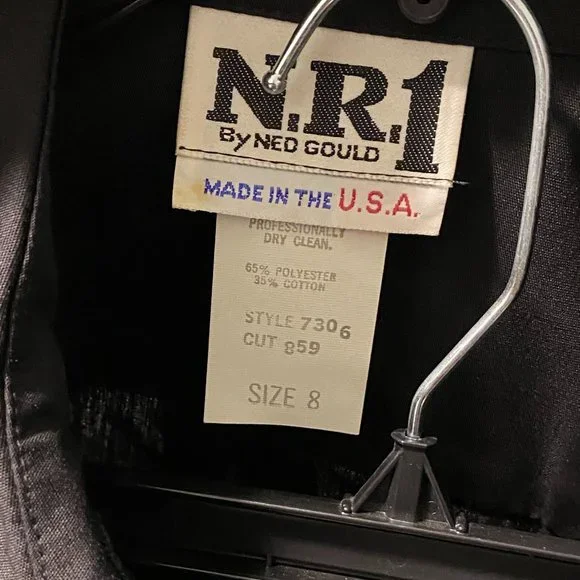 N.R.1
By NED GOULD
MADE IN THE U.S.A.
PROFESSIONALLY
DRY CLEAN.
65% POLYESTER
35% COTTON
STYLE 7306
CUT 859
SIZE 8